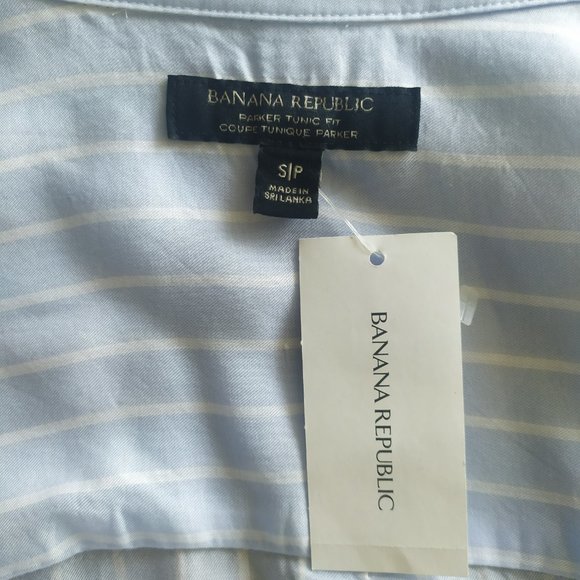 BANANA REPUBLIC
PARKER TUNIC FIT
COUPE TUNIQUE PARKER
S|P
MADE IN
SRI LANKA
BANANA REPUBLIC